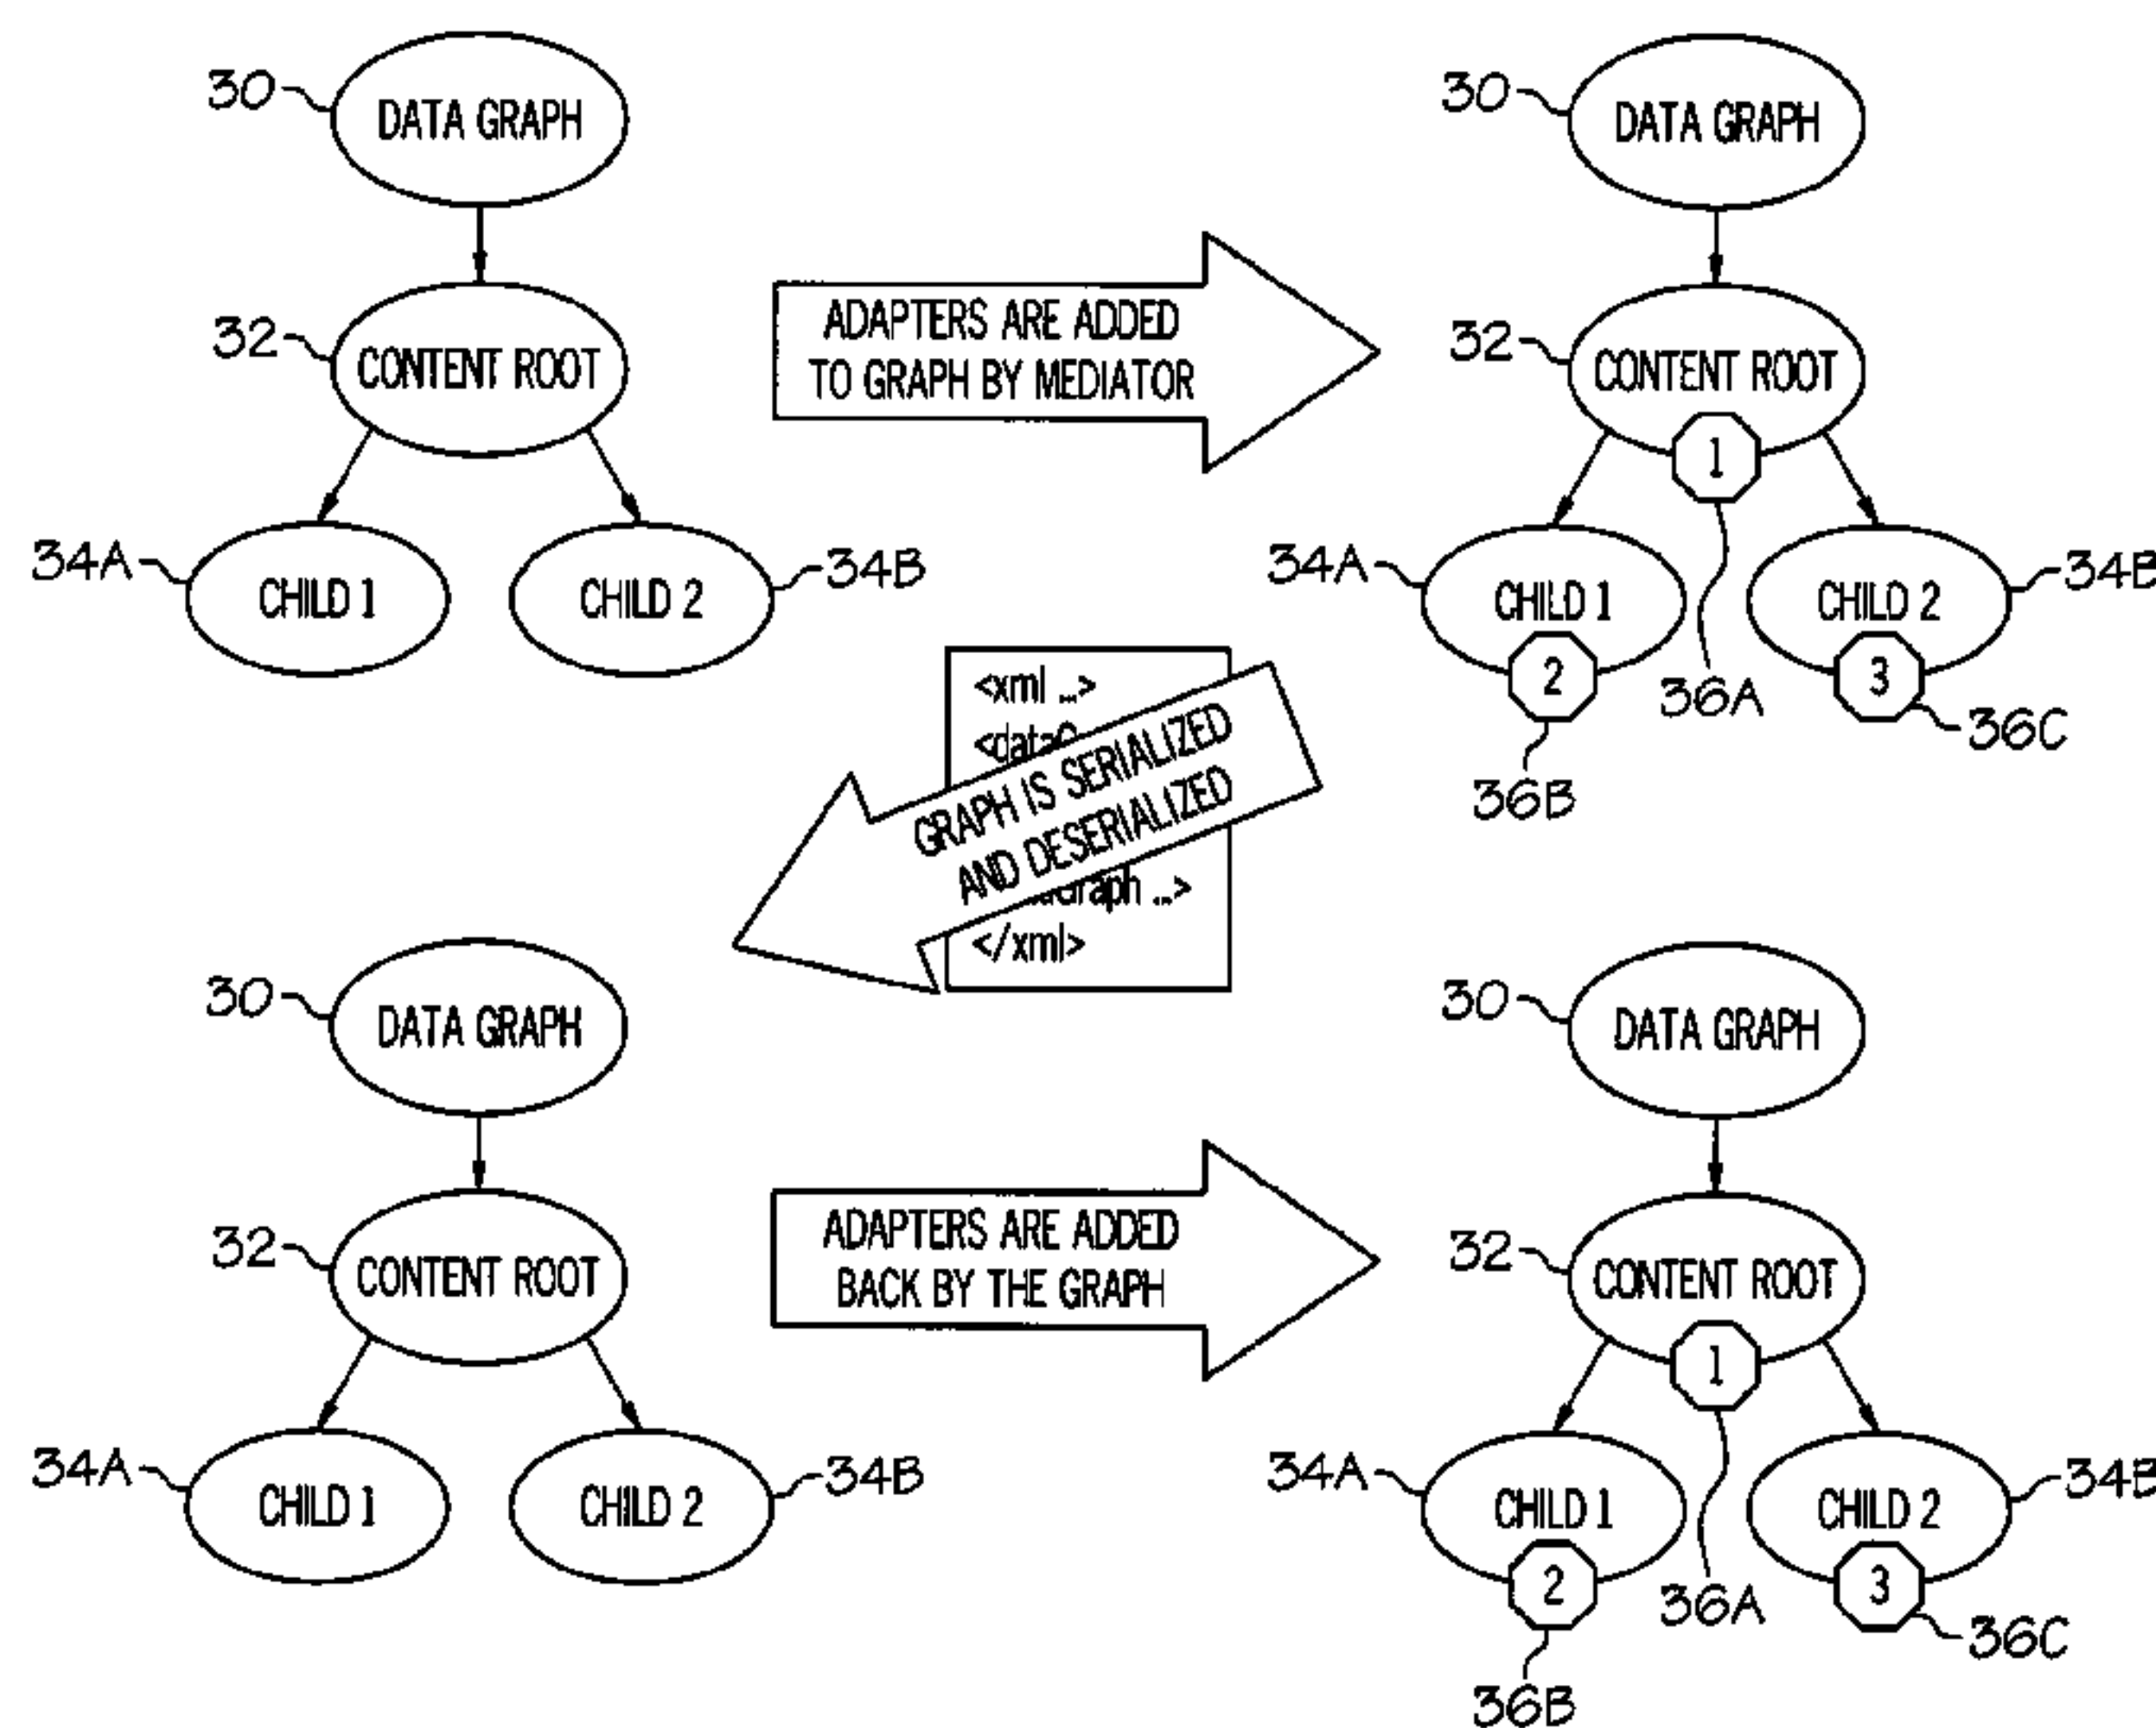 30
DATA GRAPH
32
CONTENT ROOT
34A
CHILD 1
CHILD 2
34B
ADAPTERS ARE ADDED
TO GRAPH BY MEDIATOR
30
DATA GRAPH
32
CONTENT ROOT
1
34A
CHILD 1
CHILD 2
34B
2
3
36A
36B
36C
<xml ...>
GRAPH IS SERIALIZED
AND DESERIALIZED
</xml>
30
DATA GRAPH
32
CONTENT ROOT
34A
CHILD 1
CHILD 2
34B
ADAPTERS ARE ADDED
BACK BY THE GRAPH
30
DATA GRAPH
32
CONTENT ROOT
1
34A
CHILD 1
CHILD 2
34B
2
3
36A
36B
36C